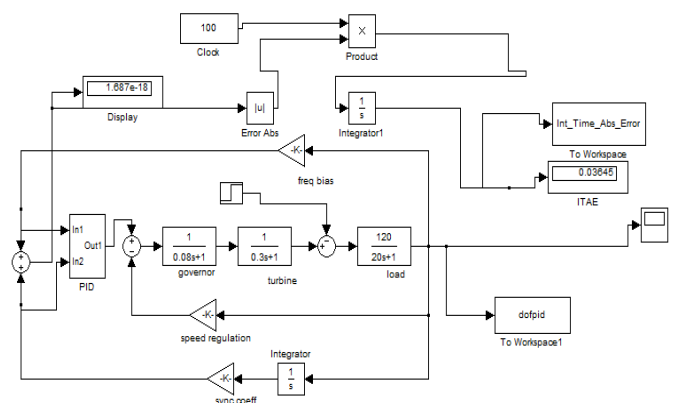 100
Clock
X
Product
1.687e-18
Display
|u|
Error Abs
1
s
Integrator1
Int_Time_Abs_Error
To Workspace
0.03645
ITAE
-K-
freq bias
In1
Out1
In2
PID
1
0.08s+1
governor
1
0.3s+1
turbine
120
20s+1
load
-K-
speed regulation
dofpid
To Workspace1
Integrator
1
s
-K-
sync coeff